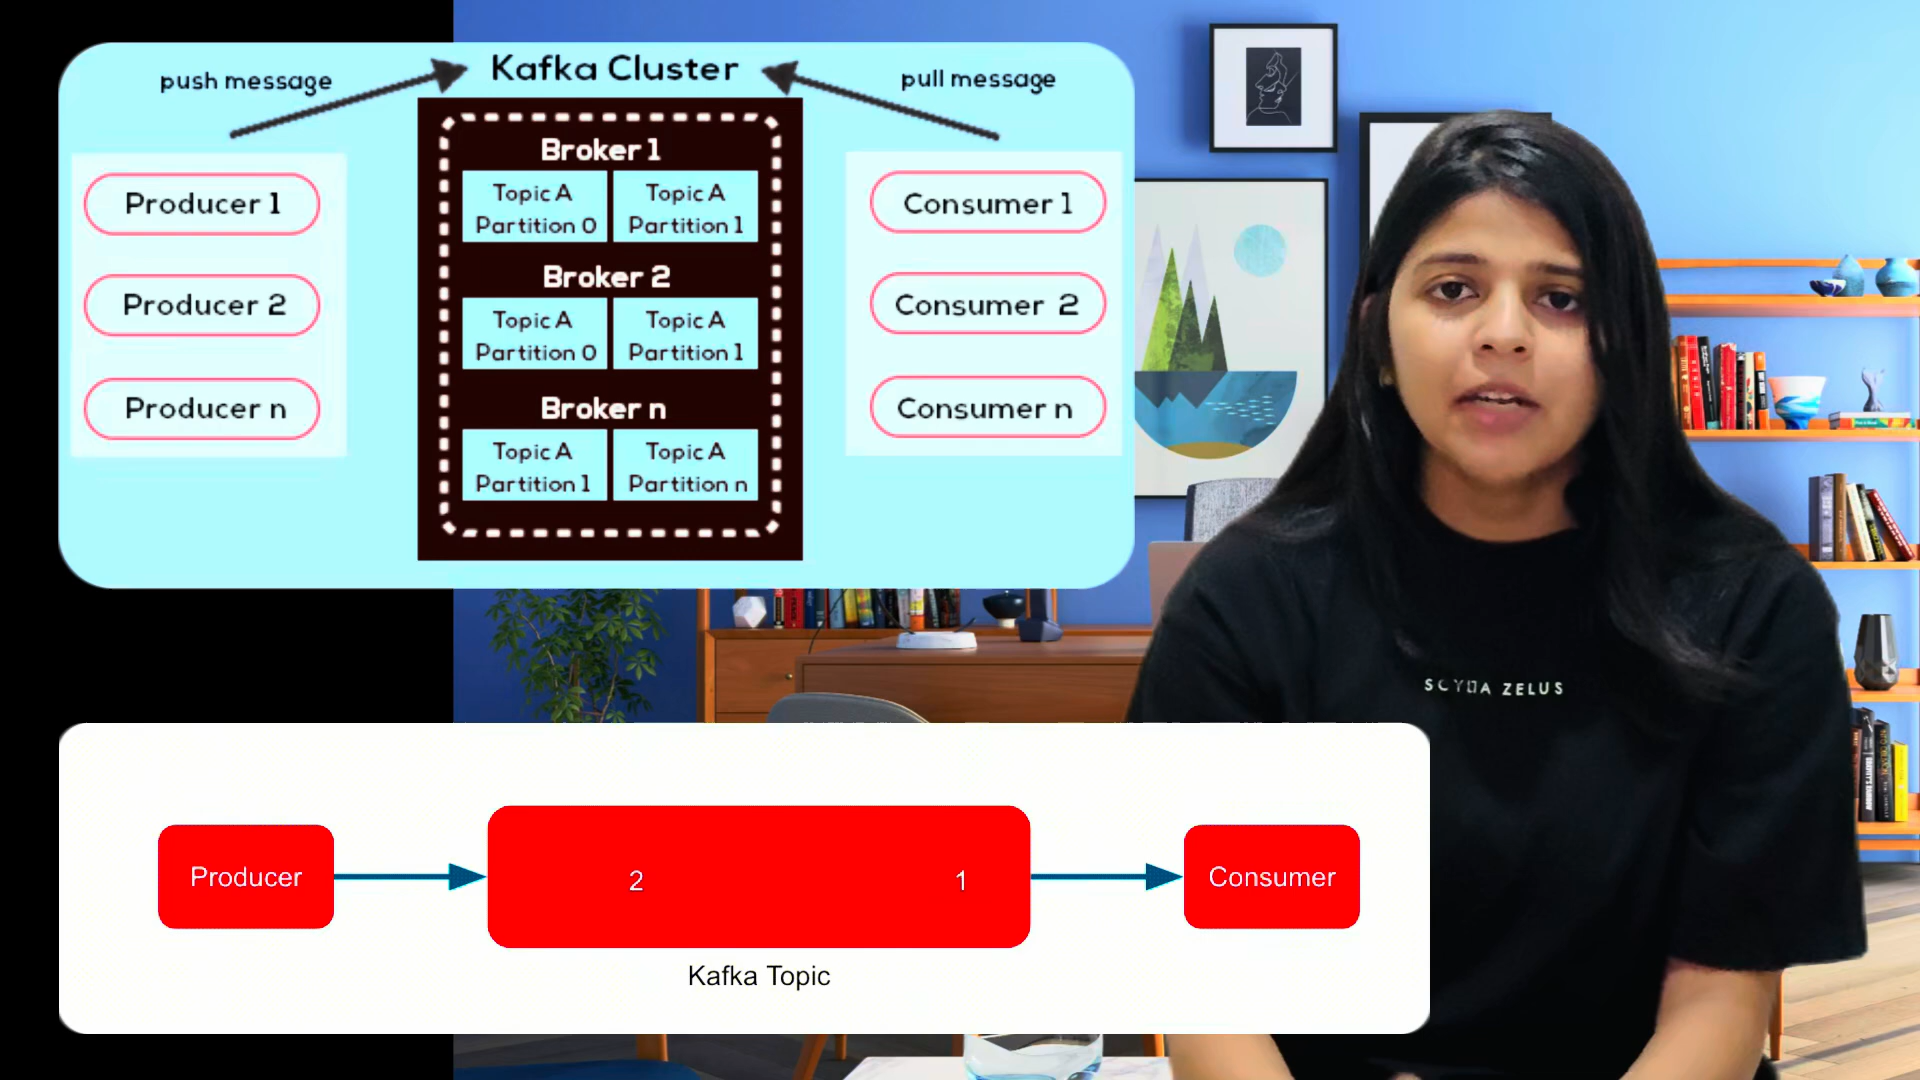 push message
Kafka Cluster
pull message
Producer 1
Producer 2
Producer n
Broker 1
Topic A
Partition 0
Topic A
Partition 1
Broker 2
Topic A
Partition 0
Topic A
Partition 1
Broker n
Topic A
Partition 1
Topic A
Partition n
Consumer 1
Consumer 2
Consumer n
Producer
2
1
Consumer
Kafka Topic
ZELUS